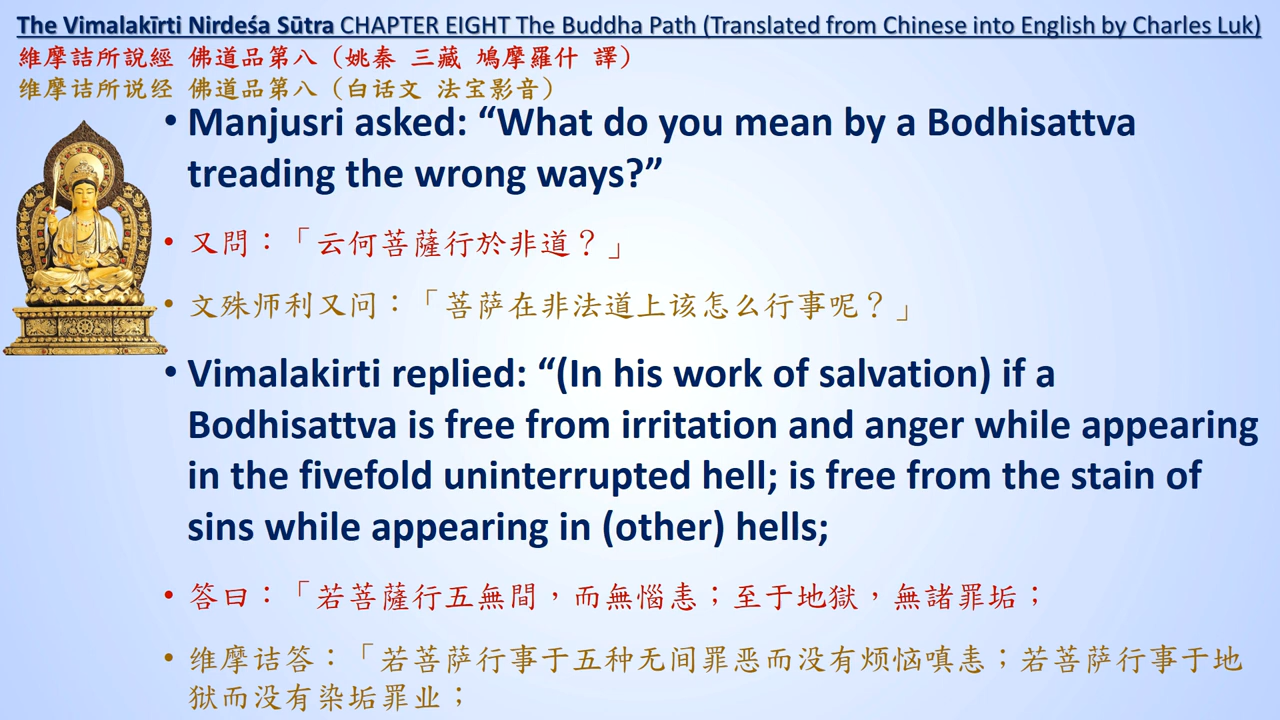 The Vimalakīrti Nirdeśa Sūtra CHAPTER EIGHT The Buddha Path (Translated from Chinese into English by Charles Luk)
維摩詰所說經 佛道品第八 (姚秦 三藏 鳩摩羅什 譯)
维摩诘所说经 佛道品第八 (白话文 法宝影音)
• Manjusri asked: “What do you mean by a Bodhisattva
treading the wrong ways?”
• 又問：「云何菩薩行於非道？」
• 文殊师利又问：「菩萨在非法道上该怎么行事呢？」
• Vimalakirti replied: “(In his work of salvation) if a
Bodhisattva is free from irritation and anger while appearing
in the fivefold uninterrupted hell; is free from the stain of
sins while appearing in (other) hells;
• 答曰：「若菩薩行五無間，而無惱恚；至于地獄，無諸罪垢；
• 维摩诘答：「若菩萨行事于五种无间罪恶而没有烦恼嗔恚；若菩萨行事于地
狱而没有染垢罪业；